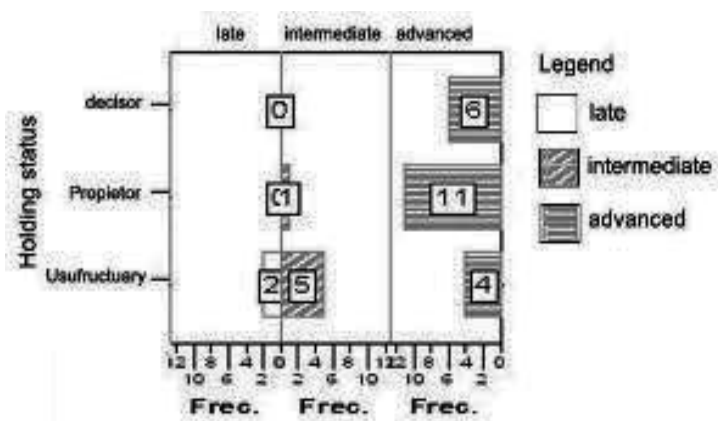 late intermediate advanced
Legend
late
intermediate
advanced
Holding status
decisor
0
6
Propietor
01
11
Usufructuary
2 5
4
12 10 8 6 4 2 0 2 4 6 8 10 12 12 10 8 6 4 2 0
Frec. Frec. Frec.